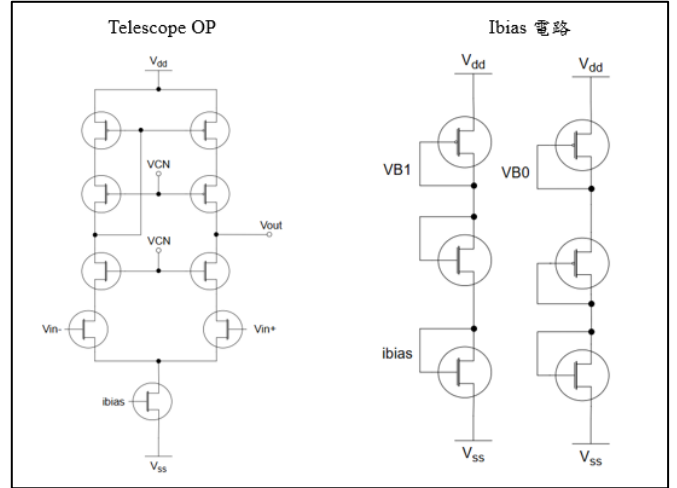 Telescope OP
Ibias 電路
Vdd
Vdd
Vdd
VCN
VB1
VB0
Vout
VCN
Vin-
Vin+
ibias
ibias
Vss
Vss
Vss